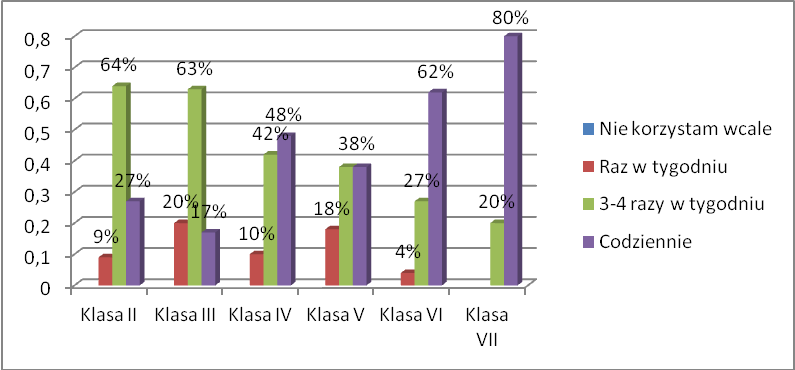 80%
0,8
0,7
0,6
0,5
0,4
0,3
0,2
0,1
0
64%
63%
62%
48%
42%
38%
27%
27%
20%
17%
20%
18%
9%
10%
4%
Klasa II
Klasa III
Klasa IV
Klasa V
Klasa VI
Klasa
VII
Nie korzystam wcale
Raz w tygodniu
3-4 razy w tygodniu
Codziennie